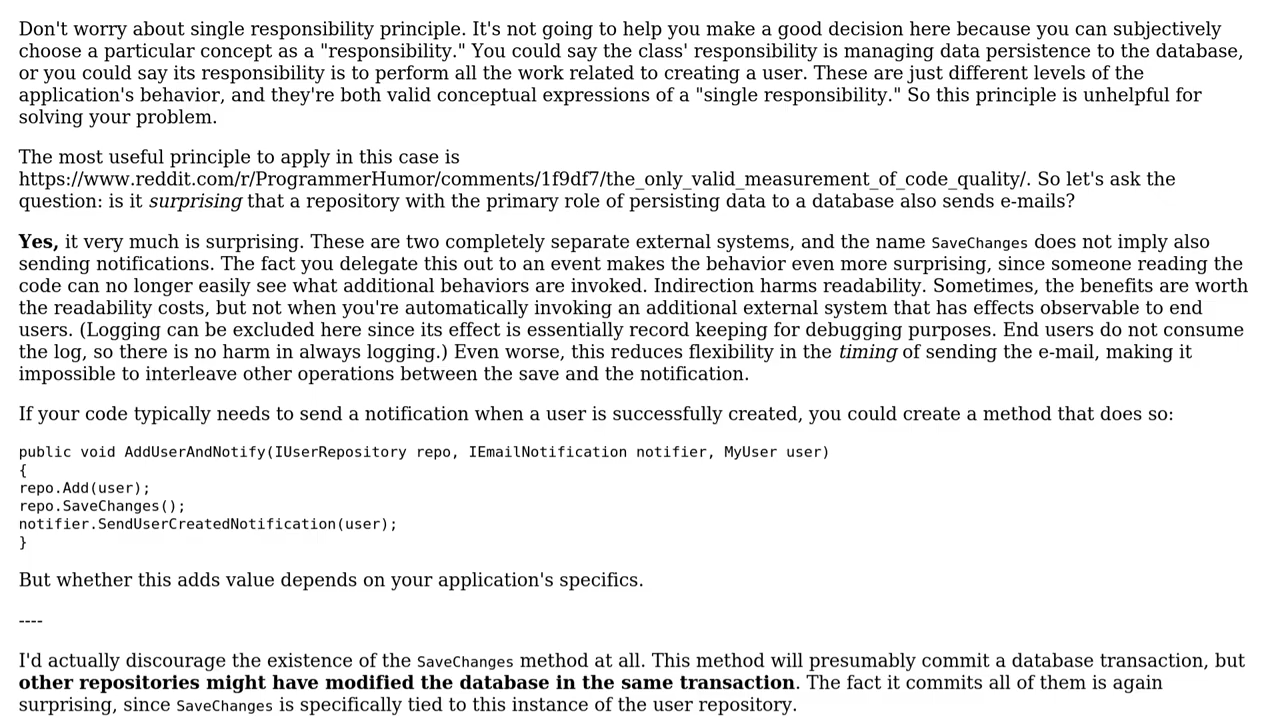 Don't worry about single responsibility principle. It's not going to help you make a good decision here because you can subjectively
choose a particular concept as a "responsibility." You could say the class' responsibility is managing data persistence to the database,
or you could say its responsibility is to perform all the work related to creating a user. These are just different levels of the
application's behavior, and they're both valid conceptual expressions of a "single responsibility." So this principle is unhelpful for
solving your problem.
The most useful principle to apply in this case is
https://www.reddit.com/r/ProgrammerHumor/comments/1f9df7/the_only_valid_measurement_of_code_quality/. So let's ask the
question: is it surprising that a repository with the primary role of persisting data to a database also sends e-mails?
Yes, it very much is surprising. These are two completely separate external systems, and the name SaveChanges does not imply also
sending notifications. The fact you delegate this out to an event makes the behavior even more surprising, since someone reading the
code can no longer easily see what additional behaviors are invoked. Indirection harms readability. Sometimes, the benefits are worth
the readability costs, but not when you're automatically invoking an additional external system that has effects observable to end
users. (Logging can be excluded here since its effect is essentially record keeping for debugging purposes. End users do not consume
the log, so there is no harm in always logging.) Even worse, this reduces flexibility in the timing of sending the e-mail, making it
impossible to interleave other operations between the save and the notification.
If your code typically needs to send a notification when a user is successfully created, you could create a method that does so:
public void AddUserAndNotify(IUserRepository repo, IEmailNotification notifier, MyUser user)
{
repo.Add(user);
repo.SaveChanges();
notifier.SendUserCreatedNotification(user);
}
But whether this adds value depends on your application's specifics.
----
I'd actually discourage the existence of the SaveChanges method at all. This method will presumably commit a database transaction, but
other repositories might have modified the database in the same transaction. The fact it commits all of them is again
surprising, since SaveChanges is specifically tied to this instance of the user repository.